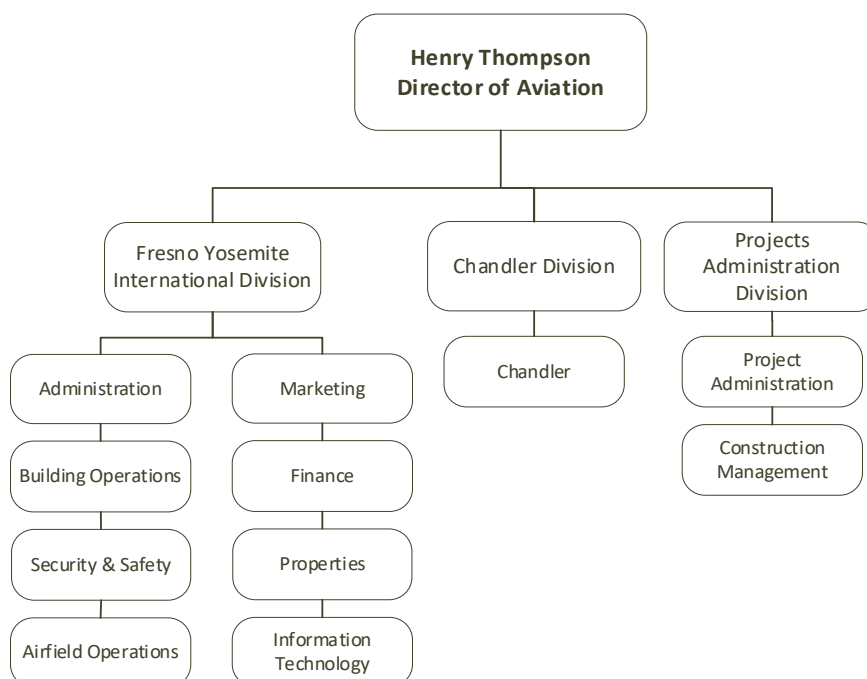 Henry Thompson
Director of Aviation
Fresno Yosemite
International Division
Chandler Division
Projects
Administration
Division
Administration
Marketing
Chandler
Project
Administration
Building Operations
Finance
Construction
Management
Security & Safety
Properties
Airfield Operations
Information
Technology